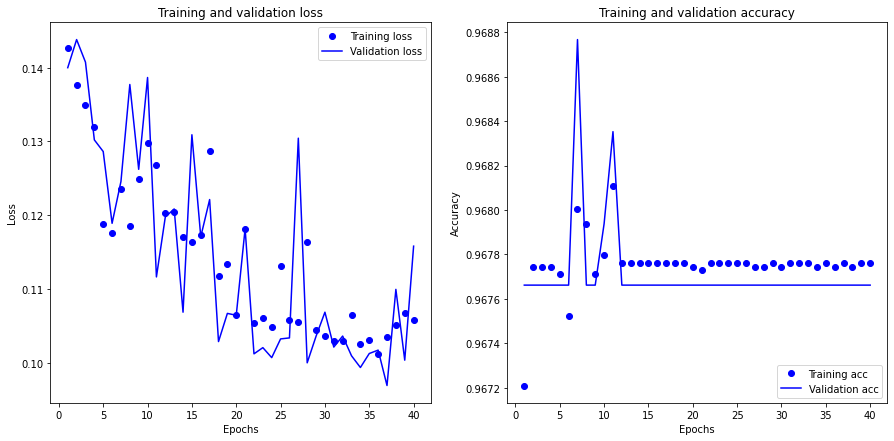 Training and validation loss
Training loss
Validation loss
0.14
0.13
0.12
0.11
0.10
Loss
0 5 10 15 20 25 30 35 40
Epochs
Training and validation accuracy
0.9688
0.9686
0.9684
0.9682
0.9680
0.9678
0.9676
0.9674
0.9672
Accuracy
Training acc
Validation acc
0 5 10 15 20 25 30 35 40
Epochs